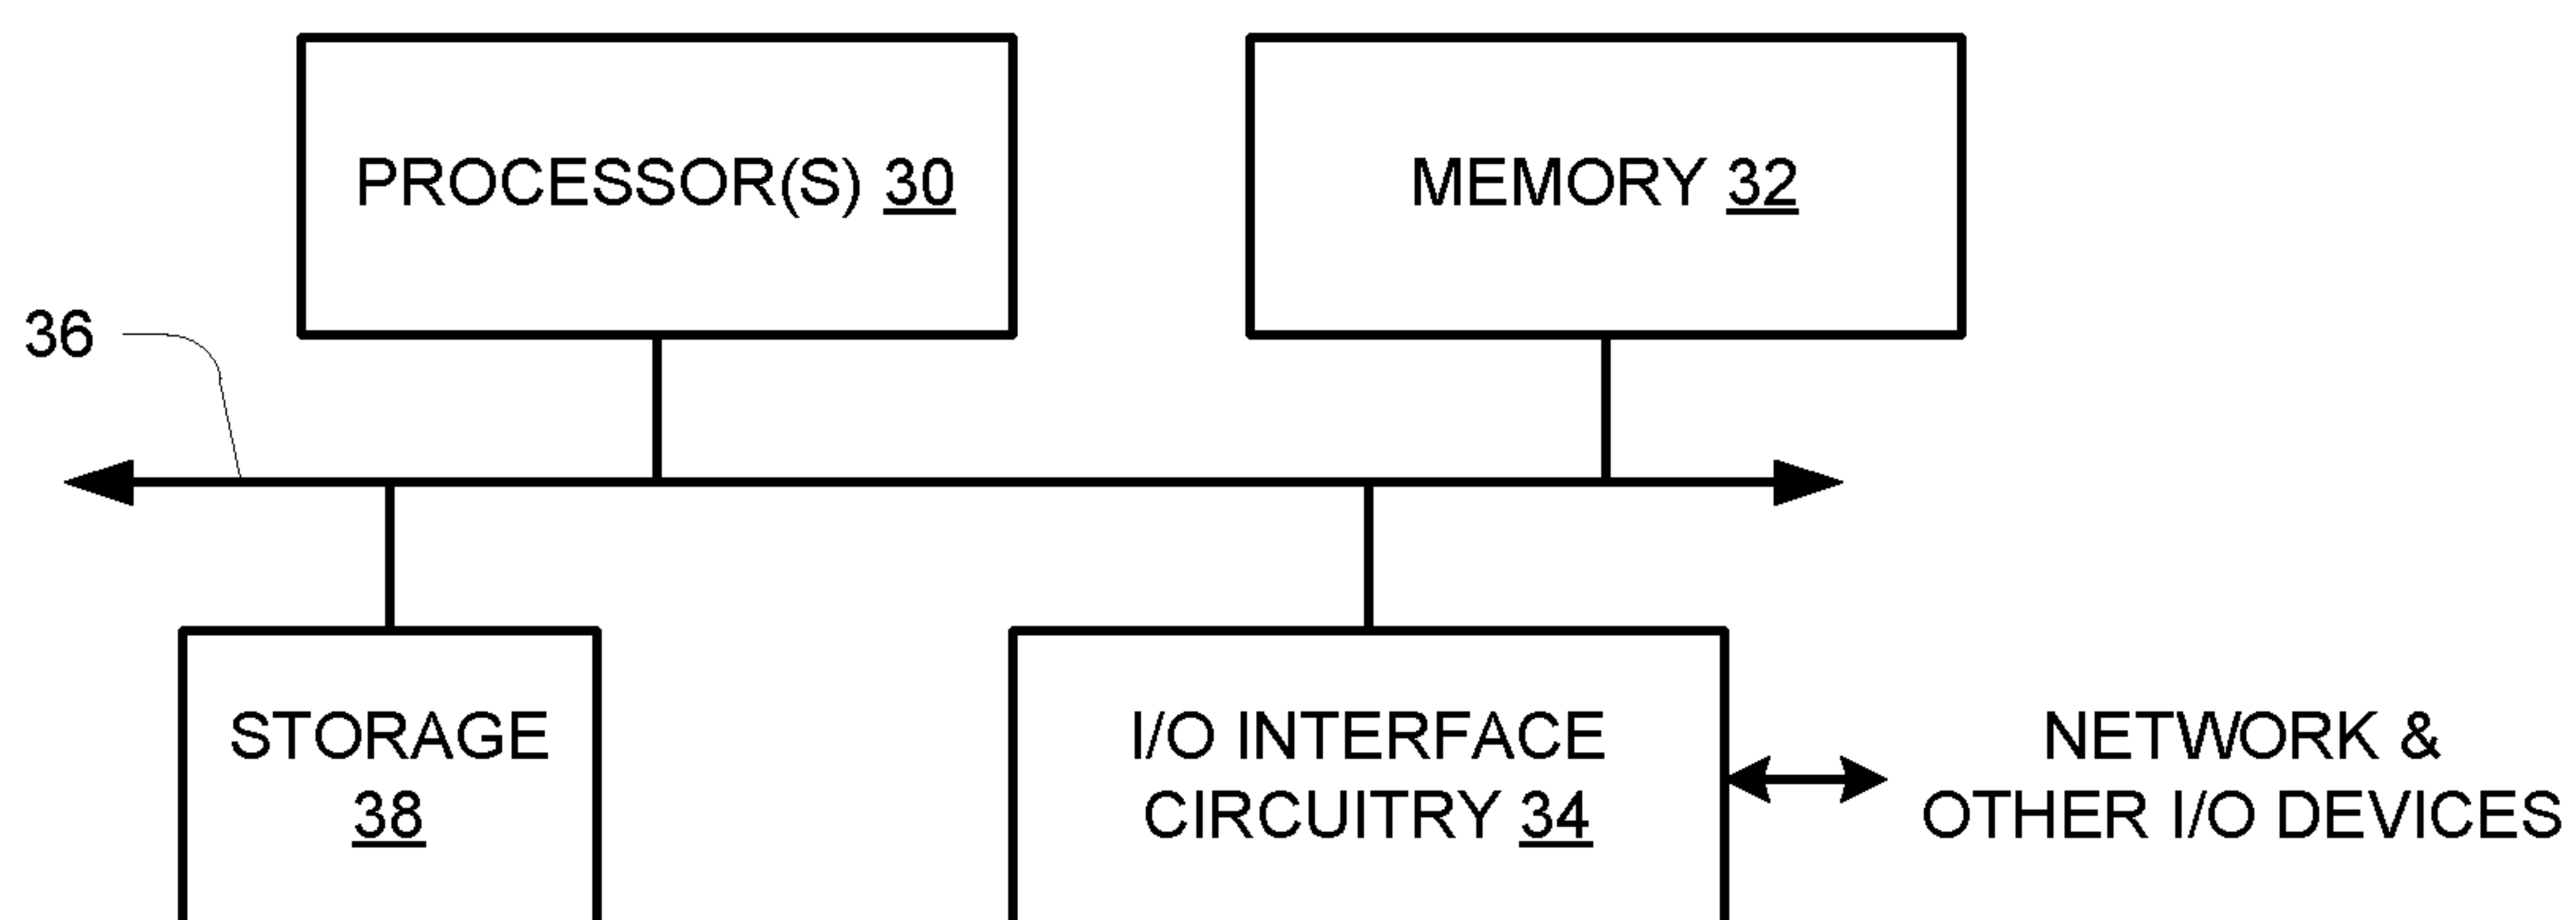 PROCESSOR(S) 30
MEMORY 32
36
STORAGE
38
I/O INTERFACE
CIRCUITRY 34
NETWORK &
OTHER I/O DEVICES